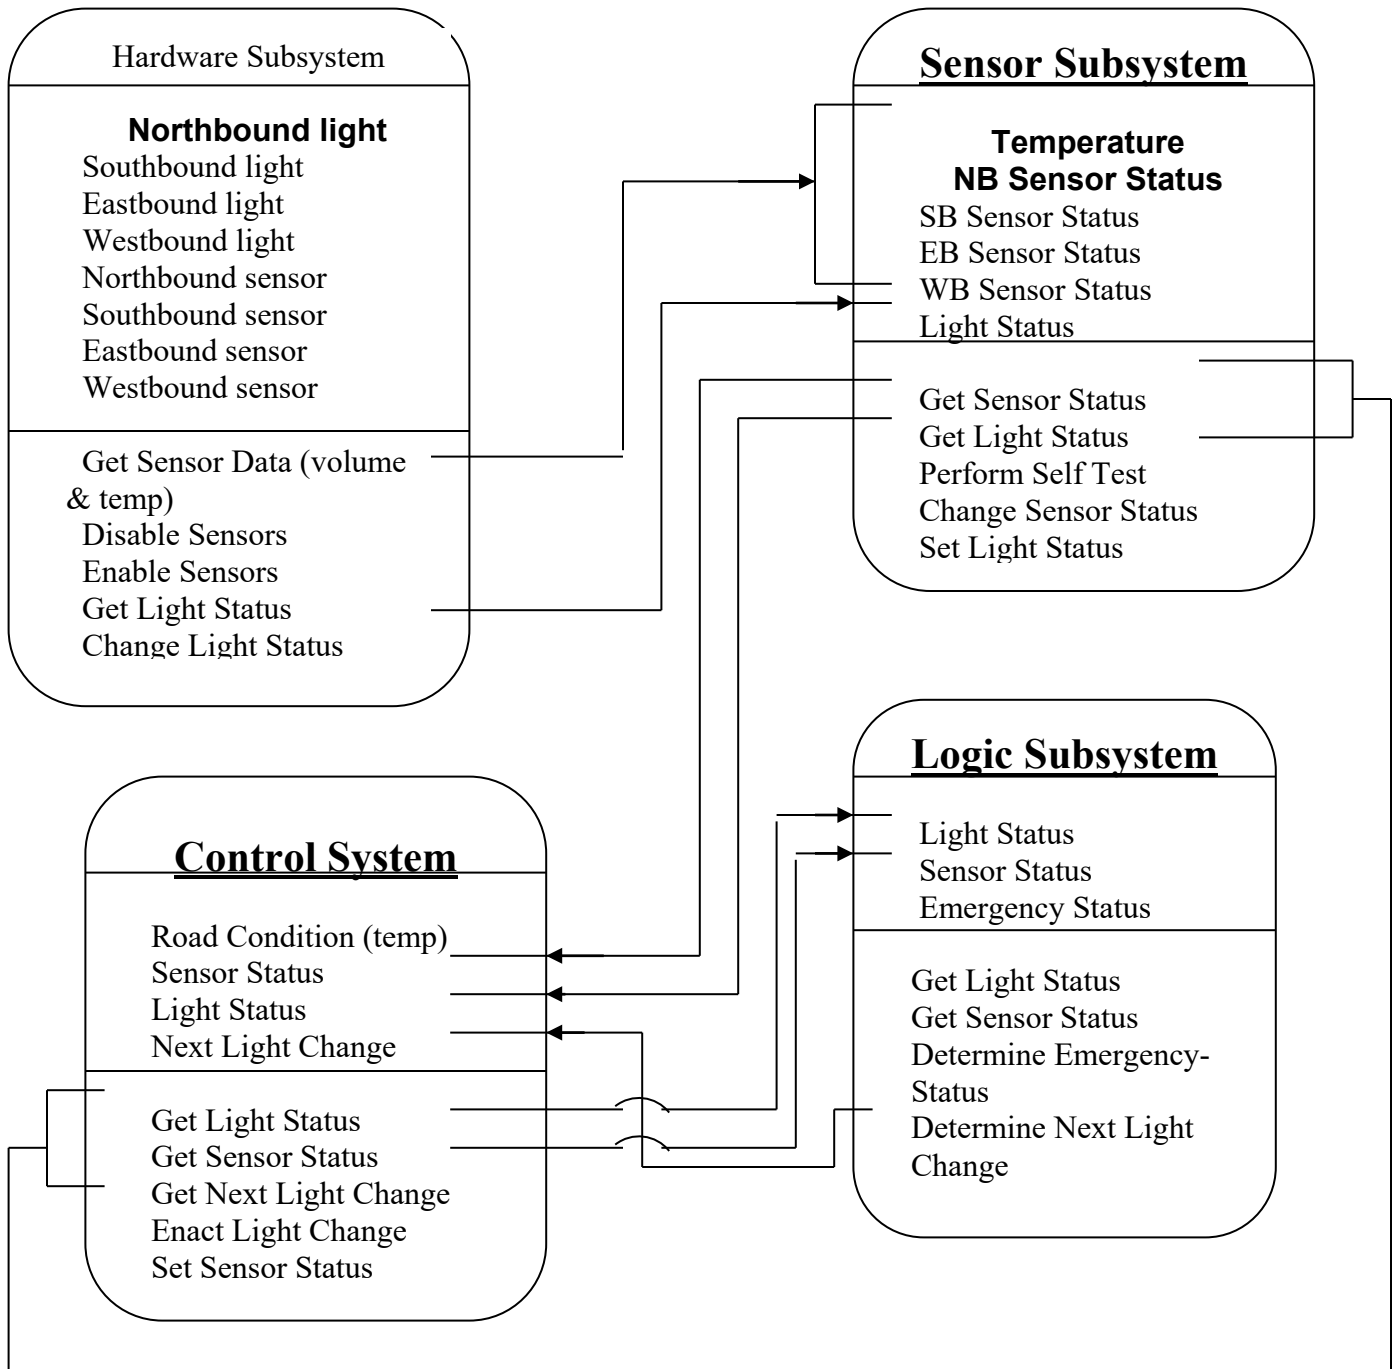 Hardware Subsystem
Northbound light
Southbound light
Eastbound light
Westbound light
Northbound sensor
Southbound sensor
Eastbound sensor
Westbound sensor
Get Sensor Data (volume
& temp)
Disable Sensors
Enable Sensors
Get Light Status
Change Light Status
Sensor Subsystem
Temperature
NB Sensor Status
SB Sensor Status
EB Sensor Status
WB Sensor Status
Light Status
Get Sensor Status
Get Light Status
Perform Self Test
Change Sensor Status
Set Light Status
Control System
Road Condition (temp)
Sensor Status
Light Status
Next Light Change
Get Light Status
Get Sensor Status
Get Next Light Change
Enact Light Change
Set Sensor Status
Logic Subsystem
Light Status
Sensor Status
Emergency Status
Get Light Status
Get Sensor Status
Determine Emergency-
Status
Determine Next Light
Change